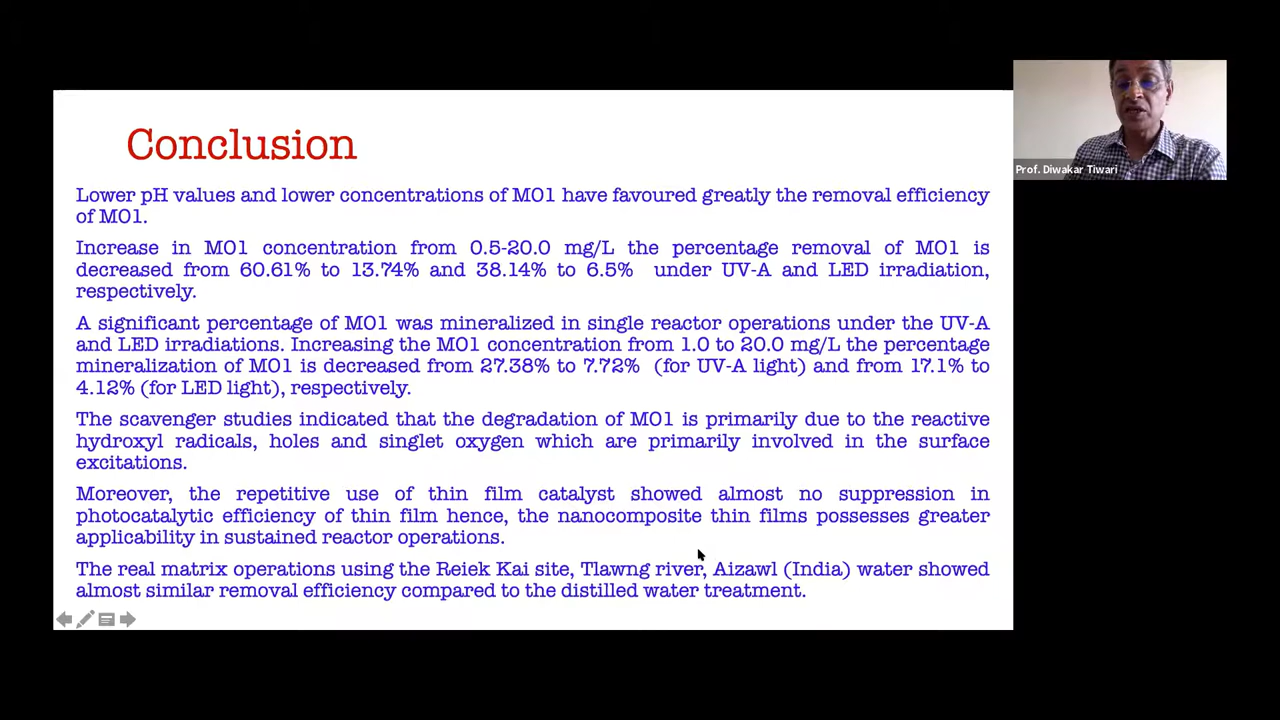 Conclusion
Lower pH values and lower concentrations of MO1 have favoured greatly the removal efficiency
of MO1.
Increase in MO1 concentration from 0.5-20.0 mg/L the percentage removal of MO1 is
decreased from 60.61% to 13.74% and 38.14% to 6.5% under UV-A and LED irradiation,
respectively.
A significant percentage of MO1 was mineralized in single reactor operations under the UV-A
and LED irradiations. Increasing the MO1 concentration from 1.0 to 20.0 mg/L the percentage
mineralization of MO1 is decreased from 27.38% to 7.72% (for UV-A light) and from 17.1% to
4.12% (for LED light), respectively.
The scavenger studies indicated that the degradation of MO1 is primarily due to the reactive
hydroxyl radicals, holes and singlet oxygen which are primarily involved in the surface
excitations.
Moreover, the repetitive use of thin film catalyst showed almost no suppression in
photocatalytic efficiency of thin film hence, the nanocomposite thin films possesses greater
applicability in sustained reactor operations.
The real matrix operations using the Reiek Kai site, Tlawng river, Aizawl (India) water showed
almost similar removal efficiency compared to the distilled water treatment.
Prof. Diwakar Tiwari